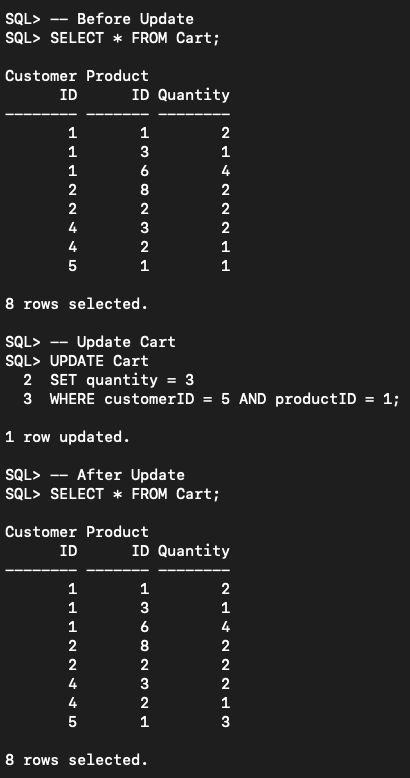 SQL> -- Before Update
SQL> SELECT * FROM Cart;
Customer Product
ID ID Quantity
-------- ------- --------
1 1 2
1 3 1
1 6 4
2 8 2
2 2 2
4 3 2
4 2 1
5 1 1
8 rows selected.
SQL> -- Update Cart
SQL> UPDATE Cart
2 SET quantity = 3
3 WHERE customerID = 5 AND productID = 1;
1 row updated.
SQL> -- After Update
SQL> SELECT * FROM Cart;
Customer Product
ID ID Quantity
-------- ------- --------
1 1 2
1 3 1
1 6 4
2 8 2
2 2 2
4 3 2
4 2 1
5 1 3
8 rows selected.